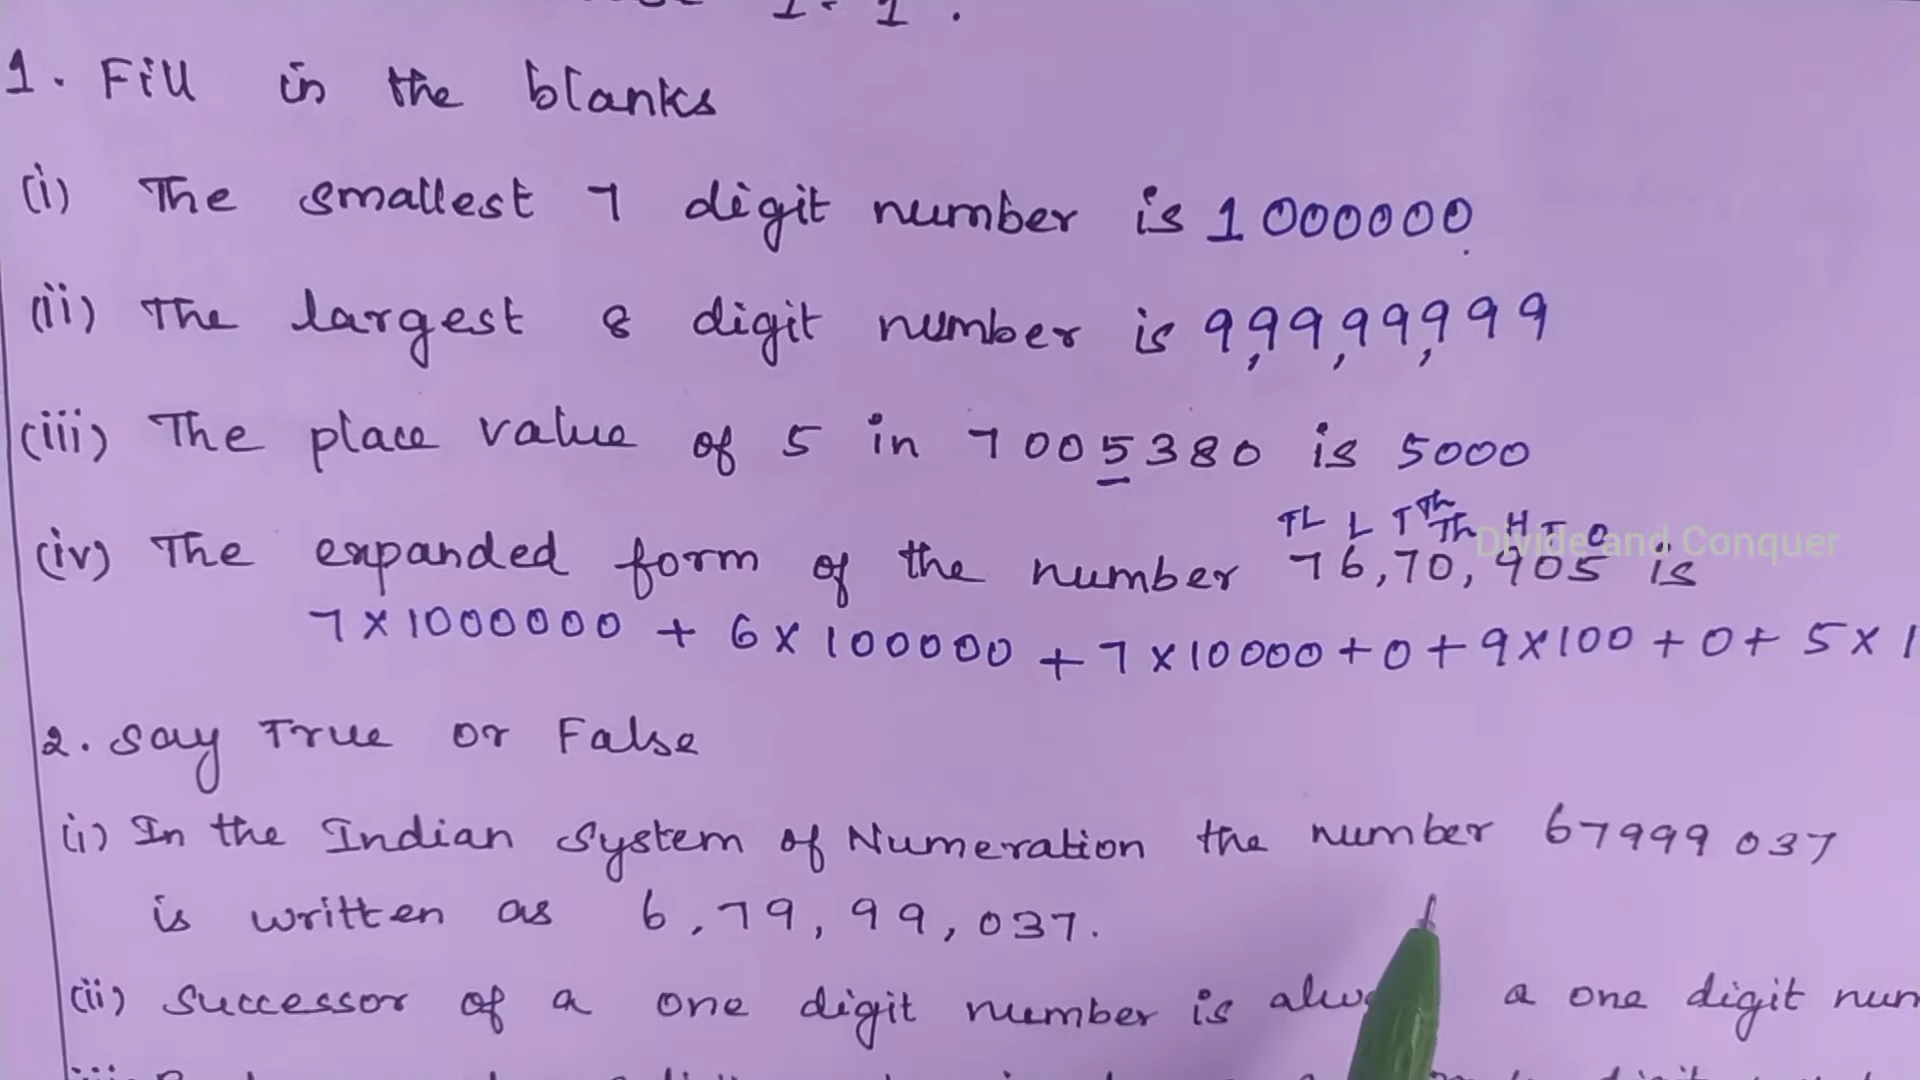 1.1.
1. Fill in the blanks
(i) The smallest 7 digit number is 1000000
(ii) The largest 8 digit number is 9,99,99,999
(iii) The place value of 5 in 7005380 is 5000
TL L TTh Th H T O
(iv) The expanded form of the number 76,70,905 is
7×1000000 + 6×100000 + 7×10000+0+9×100+0+5×1
Divide and Conquer
2. Say True or False
(i) In the Indian System of Numeration the number 67999037
is written as 6,79,99,037.
(ii) Successor of a one digit number is a one digit